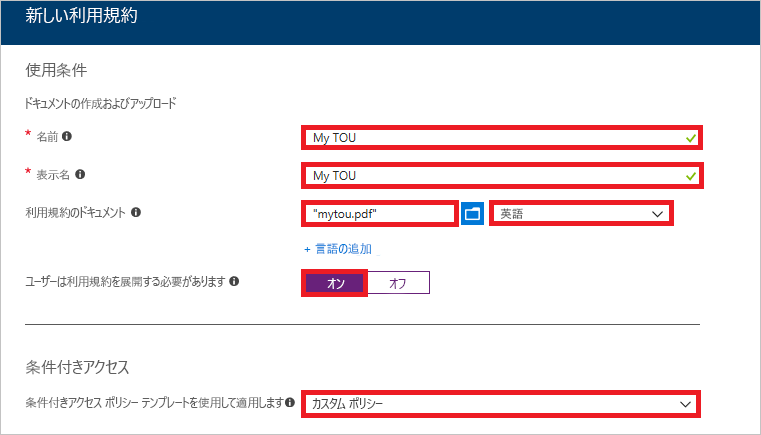 新しい利用規約
使用条件
ドキュメントの作成およびアップロード
* 名前
My TOU
* 表示名
My TOU
利用規約のドキュメント
"mytou.pdf"
英語
+ 言語の追加
ユーザーは利用規約を展開する必要があります
オン
オフ
条件付きアクセス
条件付きアクセス ポリシー テンプレートを使用して適用します
カスタム ポリシー